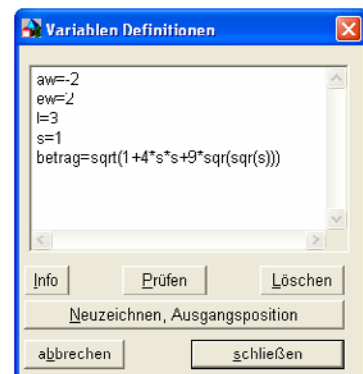 Variablen Definitionen
aw=-2
ew=2
l=3
s=1
betrag=sqrt(1+4*s*s+9*sqr(sqr(s)))
Info Prüfen Löschen
Neuzeichnen, Ausgangsposition
abbrechen schließen